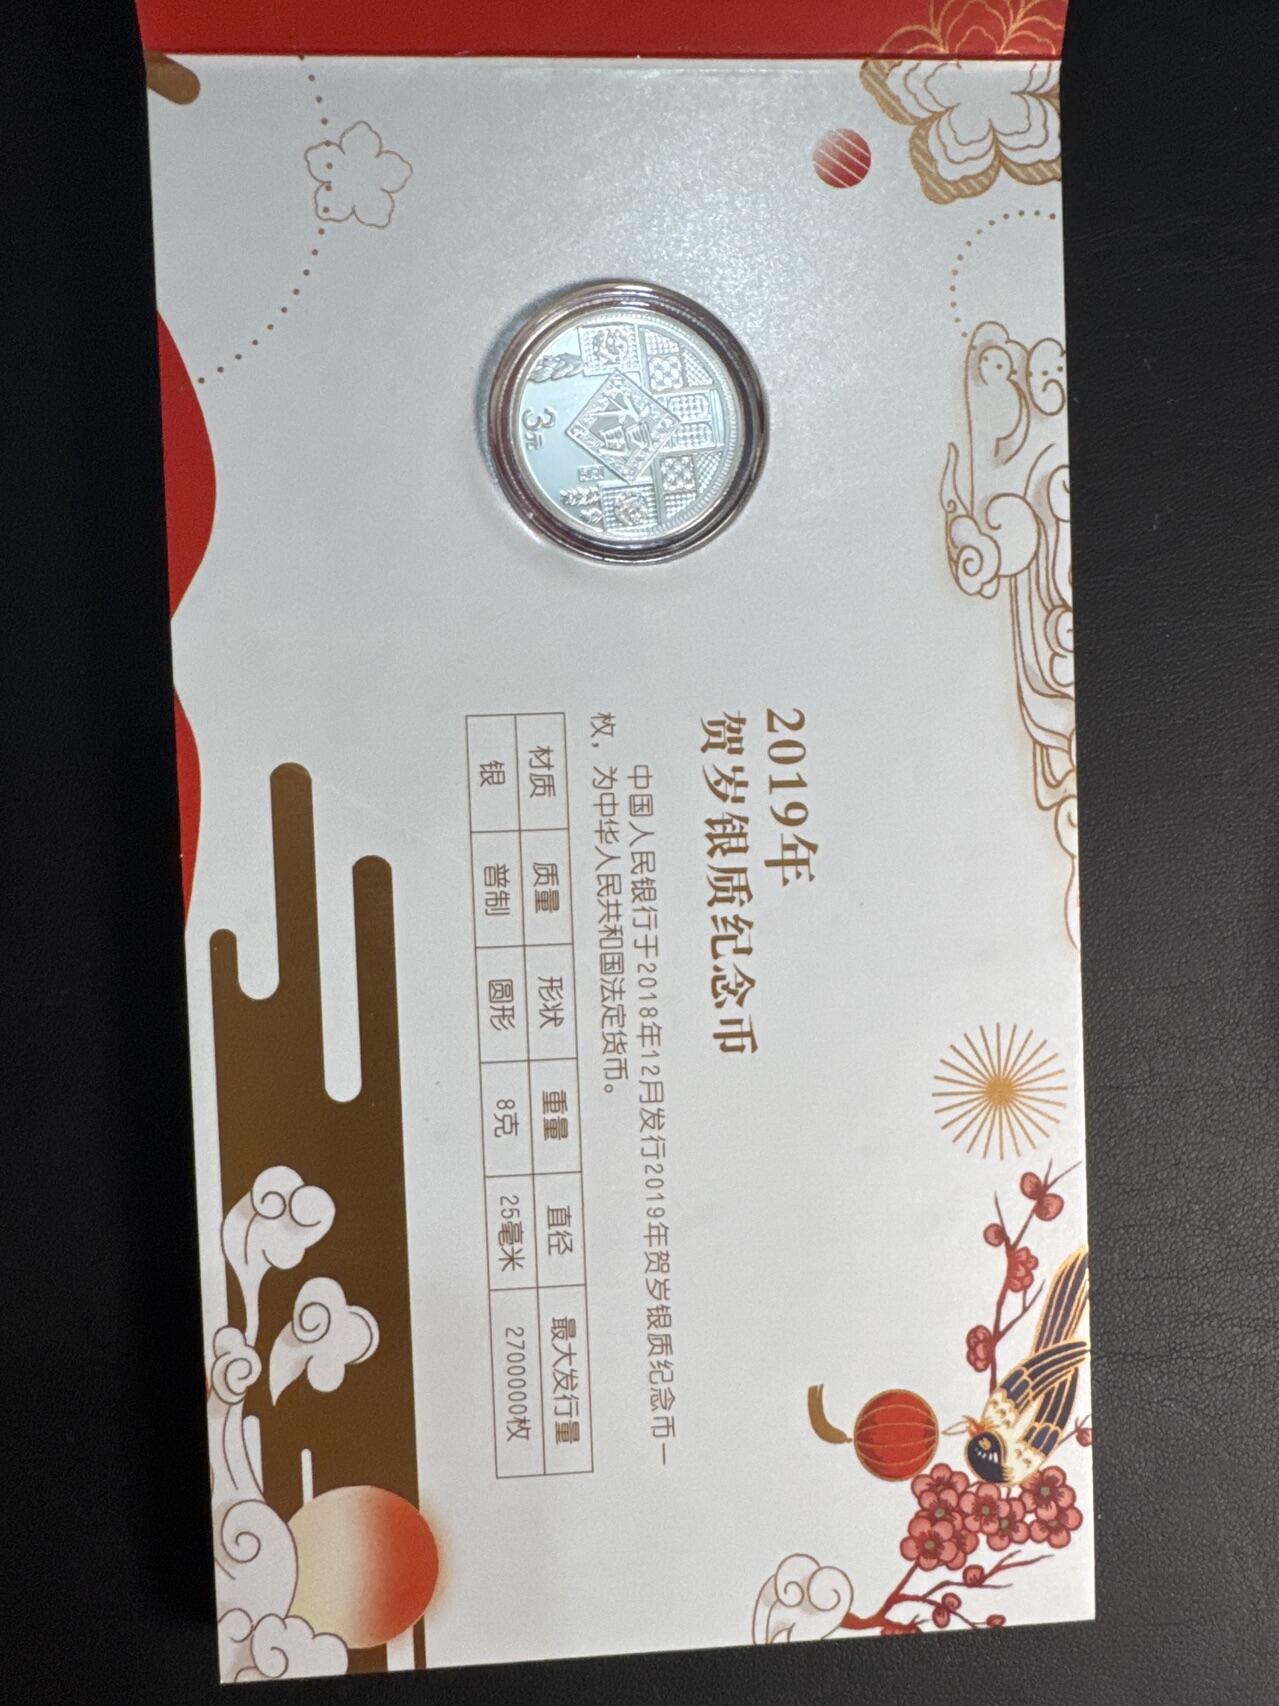 3元
2019年
贺岁银质纪念币
中国人民银行于2018年12月发行2019年贺岁银质纪念币一
枚，为中华人民共和国法定货币。
材质 质量 形状 重量 直径 最大发行量
银 普制 圆形 8克 25毫米 2700000枚